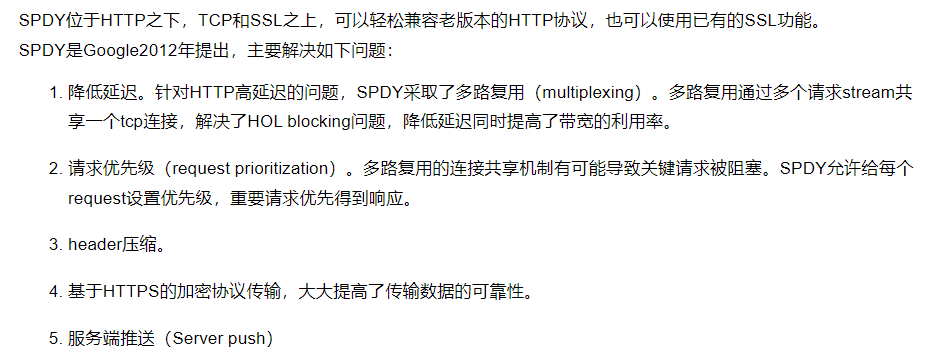 SPDY位于HTTP之下，TCP和SSL之上，可以轻松兼容老版本的HTTP协议，也可以使用已有的SSL功能。
SPDY是Google2012年提出，主要解决如下问题：
1. 降低延迟。针对HTTP高延迟的问题，SPDY采取了多路复用（multiplexing）。多路复用通过多个请求stream共
享一个tcp连接，解决了HOL blocking问题，降低延迟同时提高了带宽的利用率。
2. 请求优先级（request prioritization）。多路复用的连接共享机制有可能导致关键请求被阻塞。SPDY允许给每个
request设置优先级，重要请求优先得到响应。
3. header压缩。
4. 基于HTTPS的加密协议传输，大大提高了传输数据的可靠性。
5. 服务端推送（Server push）